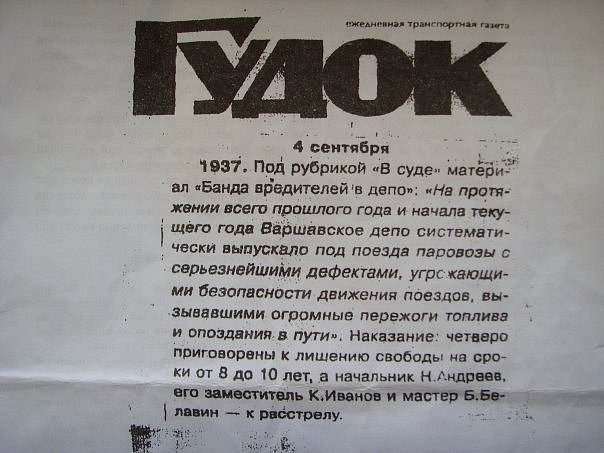 ежедневная транспортная газета
ГУДОК
4 сентября
1937. Под рубрикой «В суде» матери-
ал «Банда вредителей в депо»: «На протя-
жении всего прошлого года и начала теку-
щего года Варшавское депо системати-
чески выпускало под поезда паровозы с
серьезнейшими дефектами, угрожающи-
ми безопасности движения поездов, вы-
зывавшими огромные пережоги топлива
и опоздания в пути». Наказание: четверо
приговорены к лишению свободы на сро-
ки от 8 до 10 лет, а начальник Н.Андреев,
его заместитель К.Иванов и мастер Б.Бе-
лавин — к расстрелу.